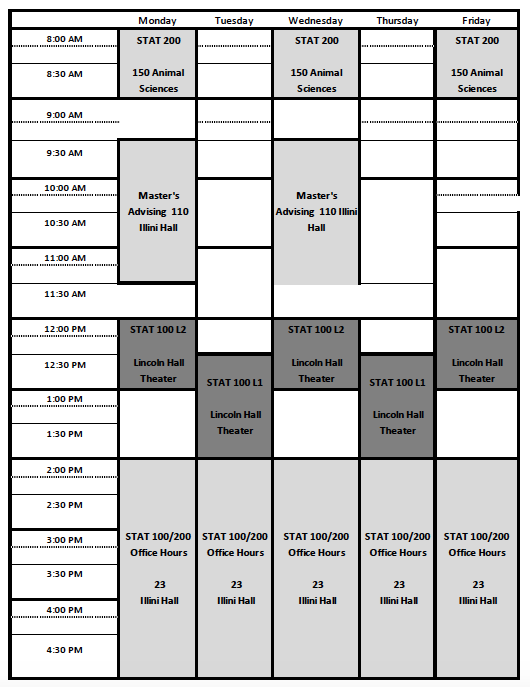 Monday Tuesday Wednesday Thursday Friday
8:00 AM STAT 200 STAT 200 STAT 200
8:30 AM 150 Animal 150 Animal 150 Animal
Sciences Sciences Sciences
9:00 AM
9:30 AM
10:00 AM Master's Master's
10:30 AM Advising 110 Advising 110 Illini
Illini Hall Hall
11:00 AM
11:30 AM
12:00 PM STAT 100 L2 STAT 100 L2 STAT 100 L2
12:30 PM Lincoln Hall Lincoln Hall Lincoln Hall
Theater Theater Theater
STAT 100 L1 STAT 100 L1
1:00 PM
Lincoln Hall Lincoln Hall
1:30 PM Theater Theater
2:00 PM
2:30 PM
3:00 PM STAT 100/200 STAT 100/200 STAT 100/200 STAT 100/200 STAT 100/200
Office Hours Office Hours Office Hours Office Hours Office Hours
3:30 PM 23 23 23 23 23
Illini Hall Illini Hall Illini Hall Illini Hall Illini Hall
4:00 PM
4:30 PM